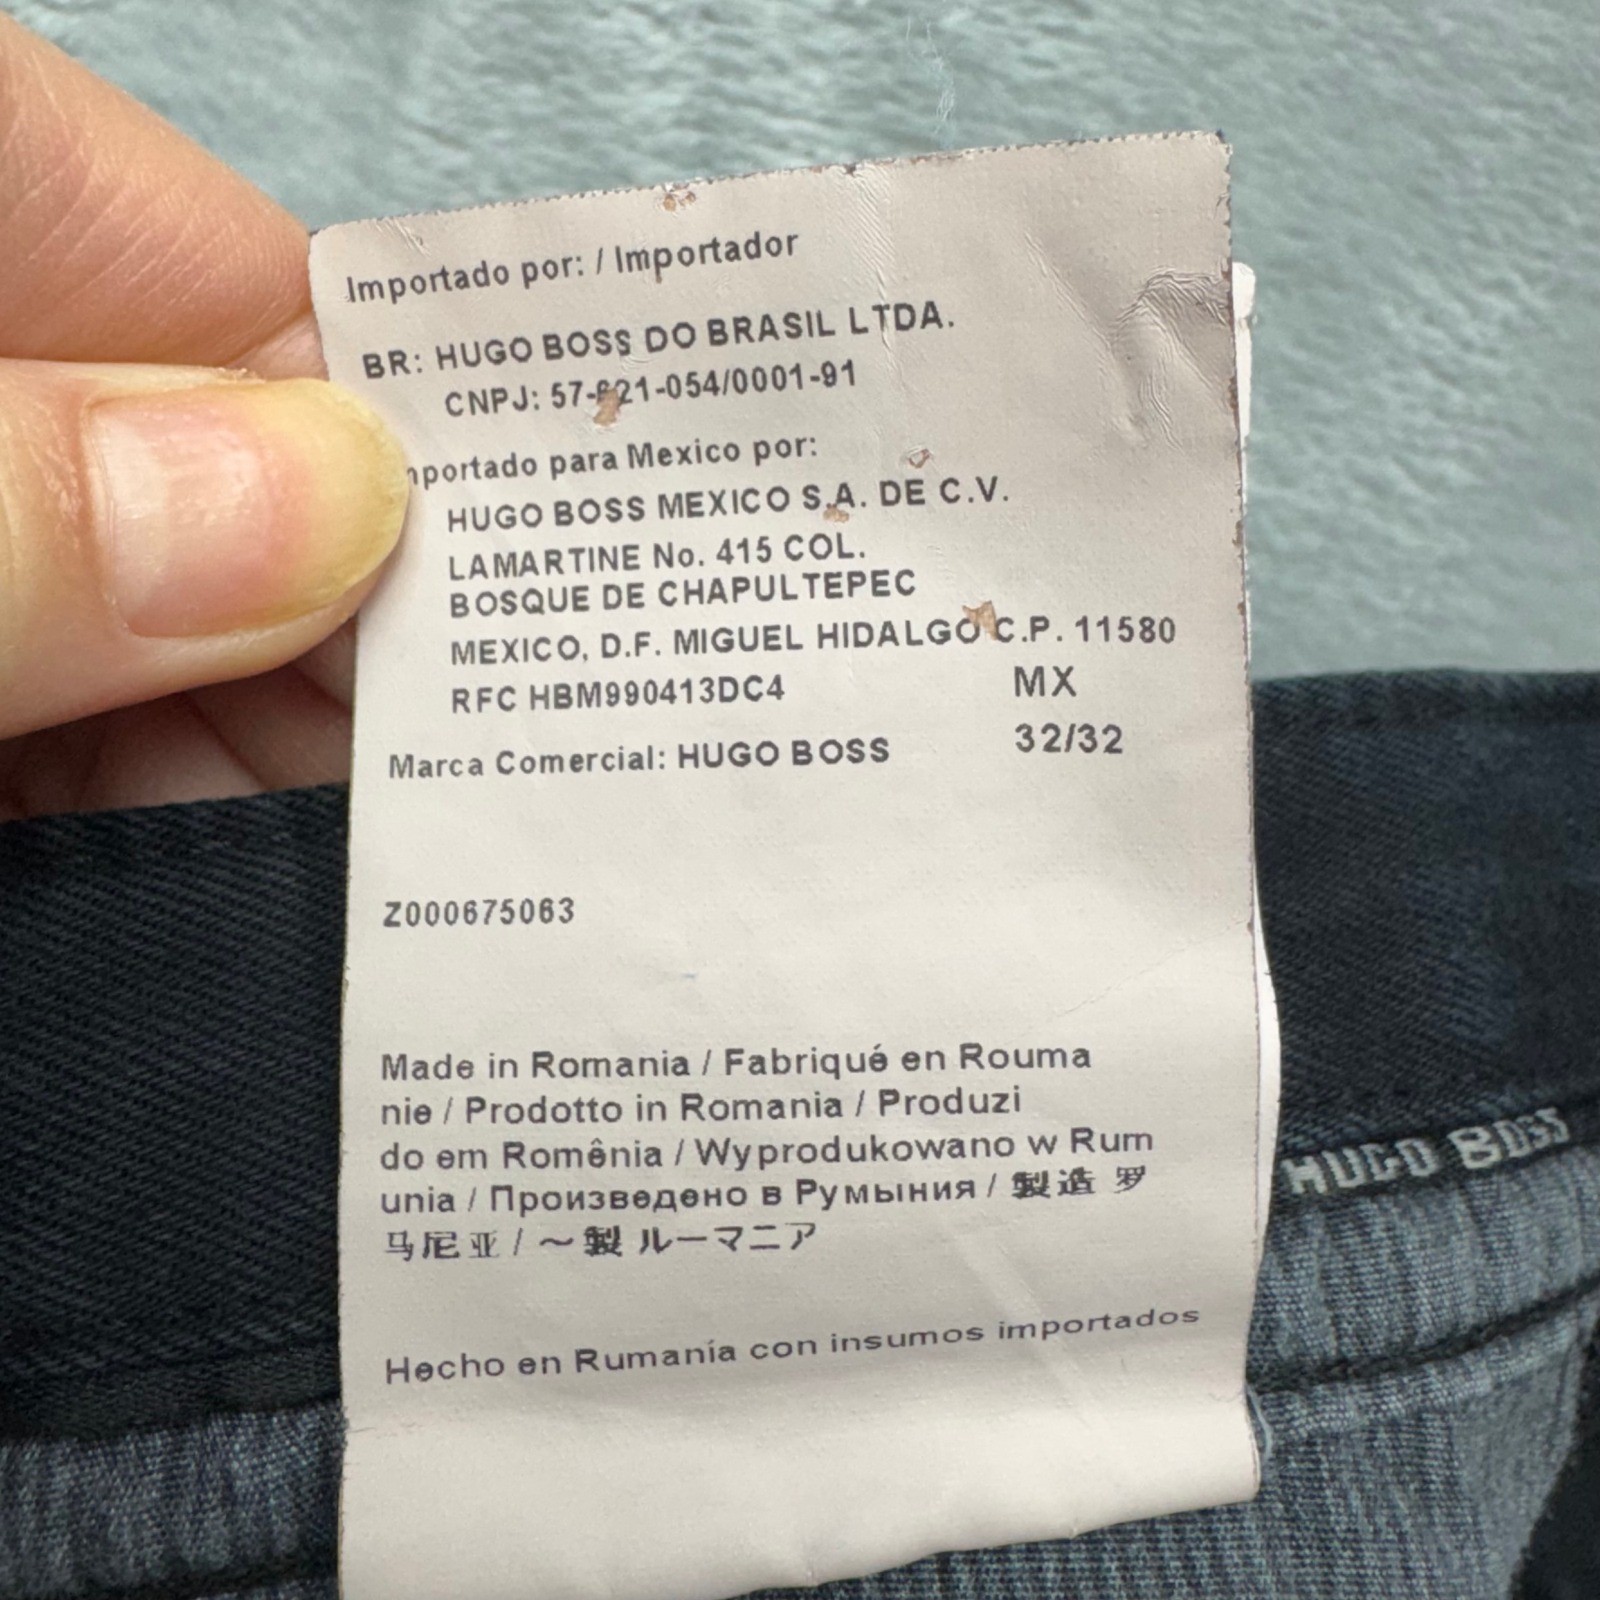 Importado por: / Importador
BR: HUGO BOSS DO BRASIL LTDA.
CNPJ: 57-621-054/0001-91
mportado para Mexico por:
HUGO BOSS MEXICO S.A. DE C.V.
LAMARTINE No. 415 COL.
BOSQUE DE CHAPULTEPEC
MEXICO, D.F. MIGUEL HIDALGO C.P. 11580
RFC HBM990413DC4 MX
Marca Comercial: HUGO BOSS 32/32
Z000675063
Made in Romania / Fabriqué en Rouma
nie / Prodotto in Romania / Produzi
do em Romênia / Wyprodukowano w Rum
unia / Произведено в Румыния / 製造 罗
马尼亚 / ～製 ルーマニア
Hecho en Rumanía con insumos importados
HUGO BOSS